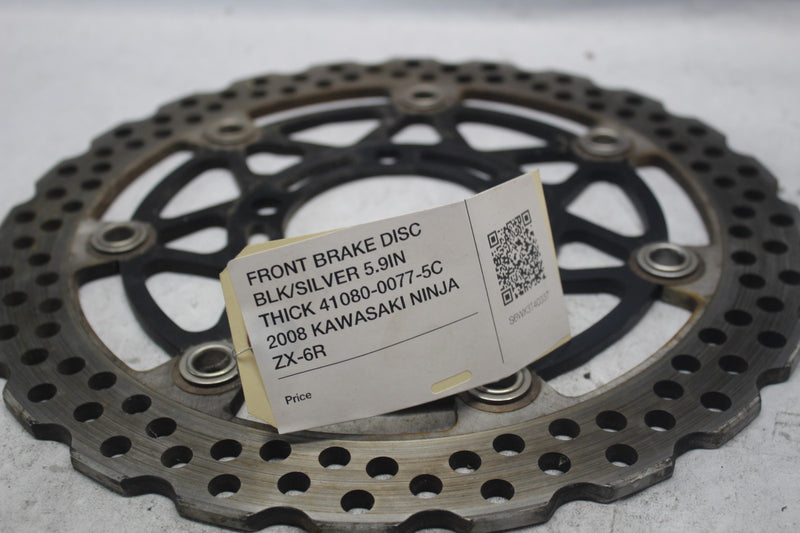 FRONT BRAKE DISC
BLK/SILVER 5.9IN
THICK 41080-0077-5C
2008 KAWASAKI NINJA
ZX-6R
Price